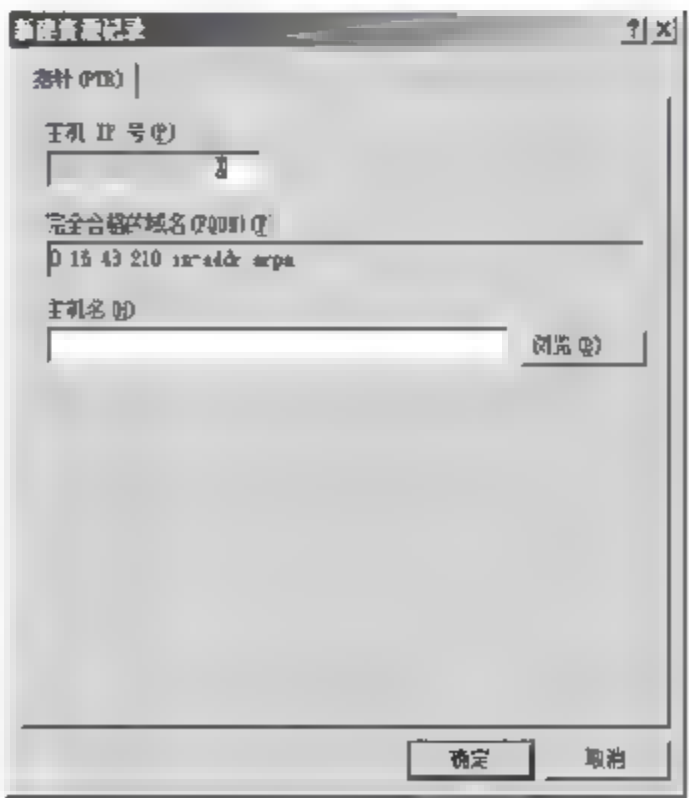 新建资源记录
指针(PTR)
主机 IP 号(P)
完全合格的域名(FQDN)(F)
0 16 43 210 in-addr arpa
主机名(H)
浏览(B)
确定
取消